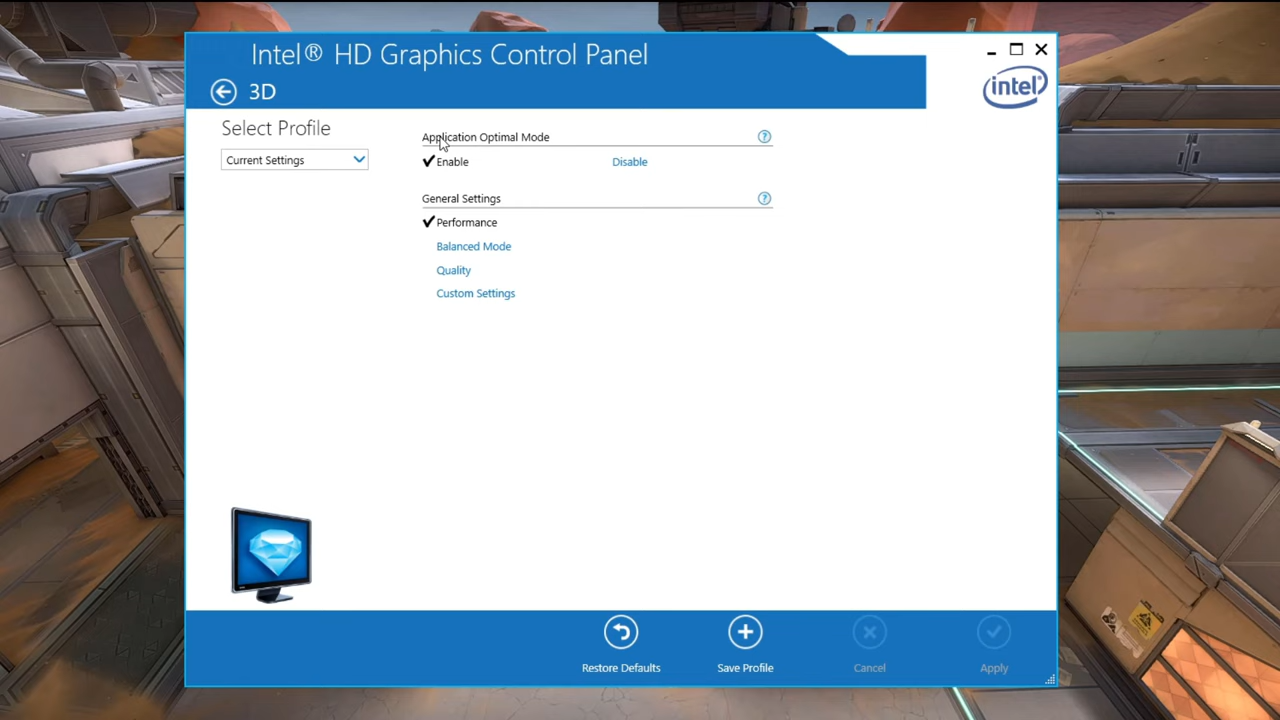 Intel® HD Graphics Control Panel
3D
intel
Select Profile
Current Settings
Application Optimal Mode
?
Enable
Disable
General Settings
?
Performance
Balanced Mode
Quality
Custom Settings
Restore Defaults
Save Profile
Cancel
Apply